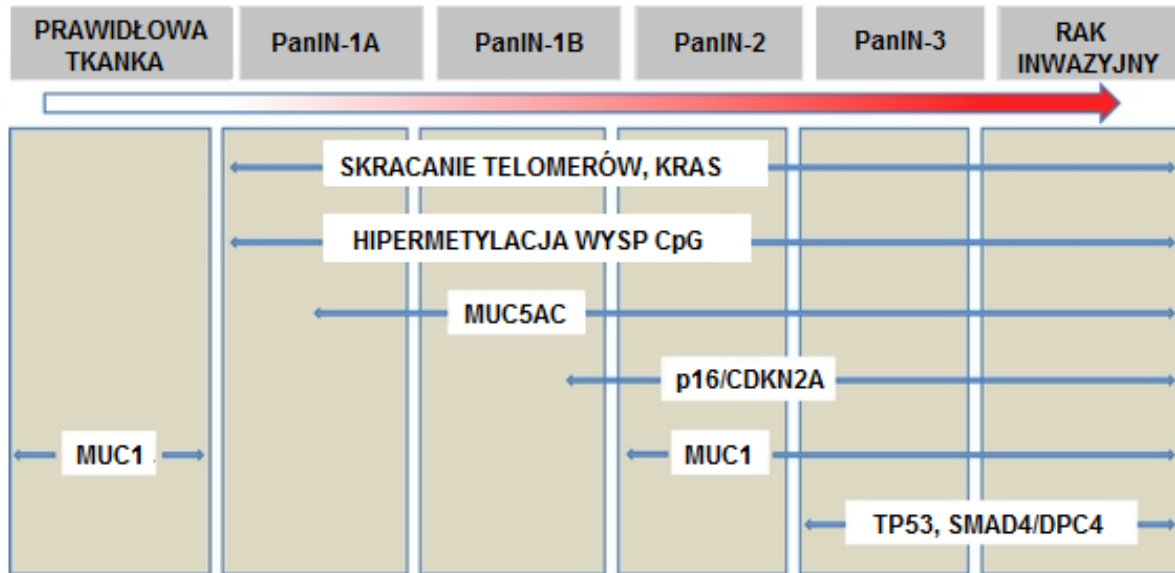 PRAWIDŁOWA
TKANKA
PanIN-1A
PanIN-1B
PanIN-2
PanIN-3
RAK
INWAZYJNY
SKRACANIE TELOMERÓW, KRAS
HIPERMETYLACJA WYSP CpG
MUC5AC
p16/CDKN2A
MUC1
MUC1
TP53, SMAD4/DPC4